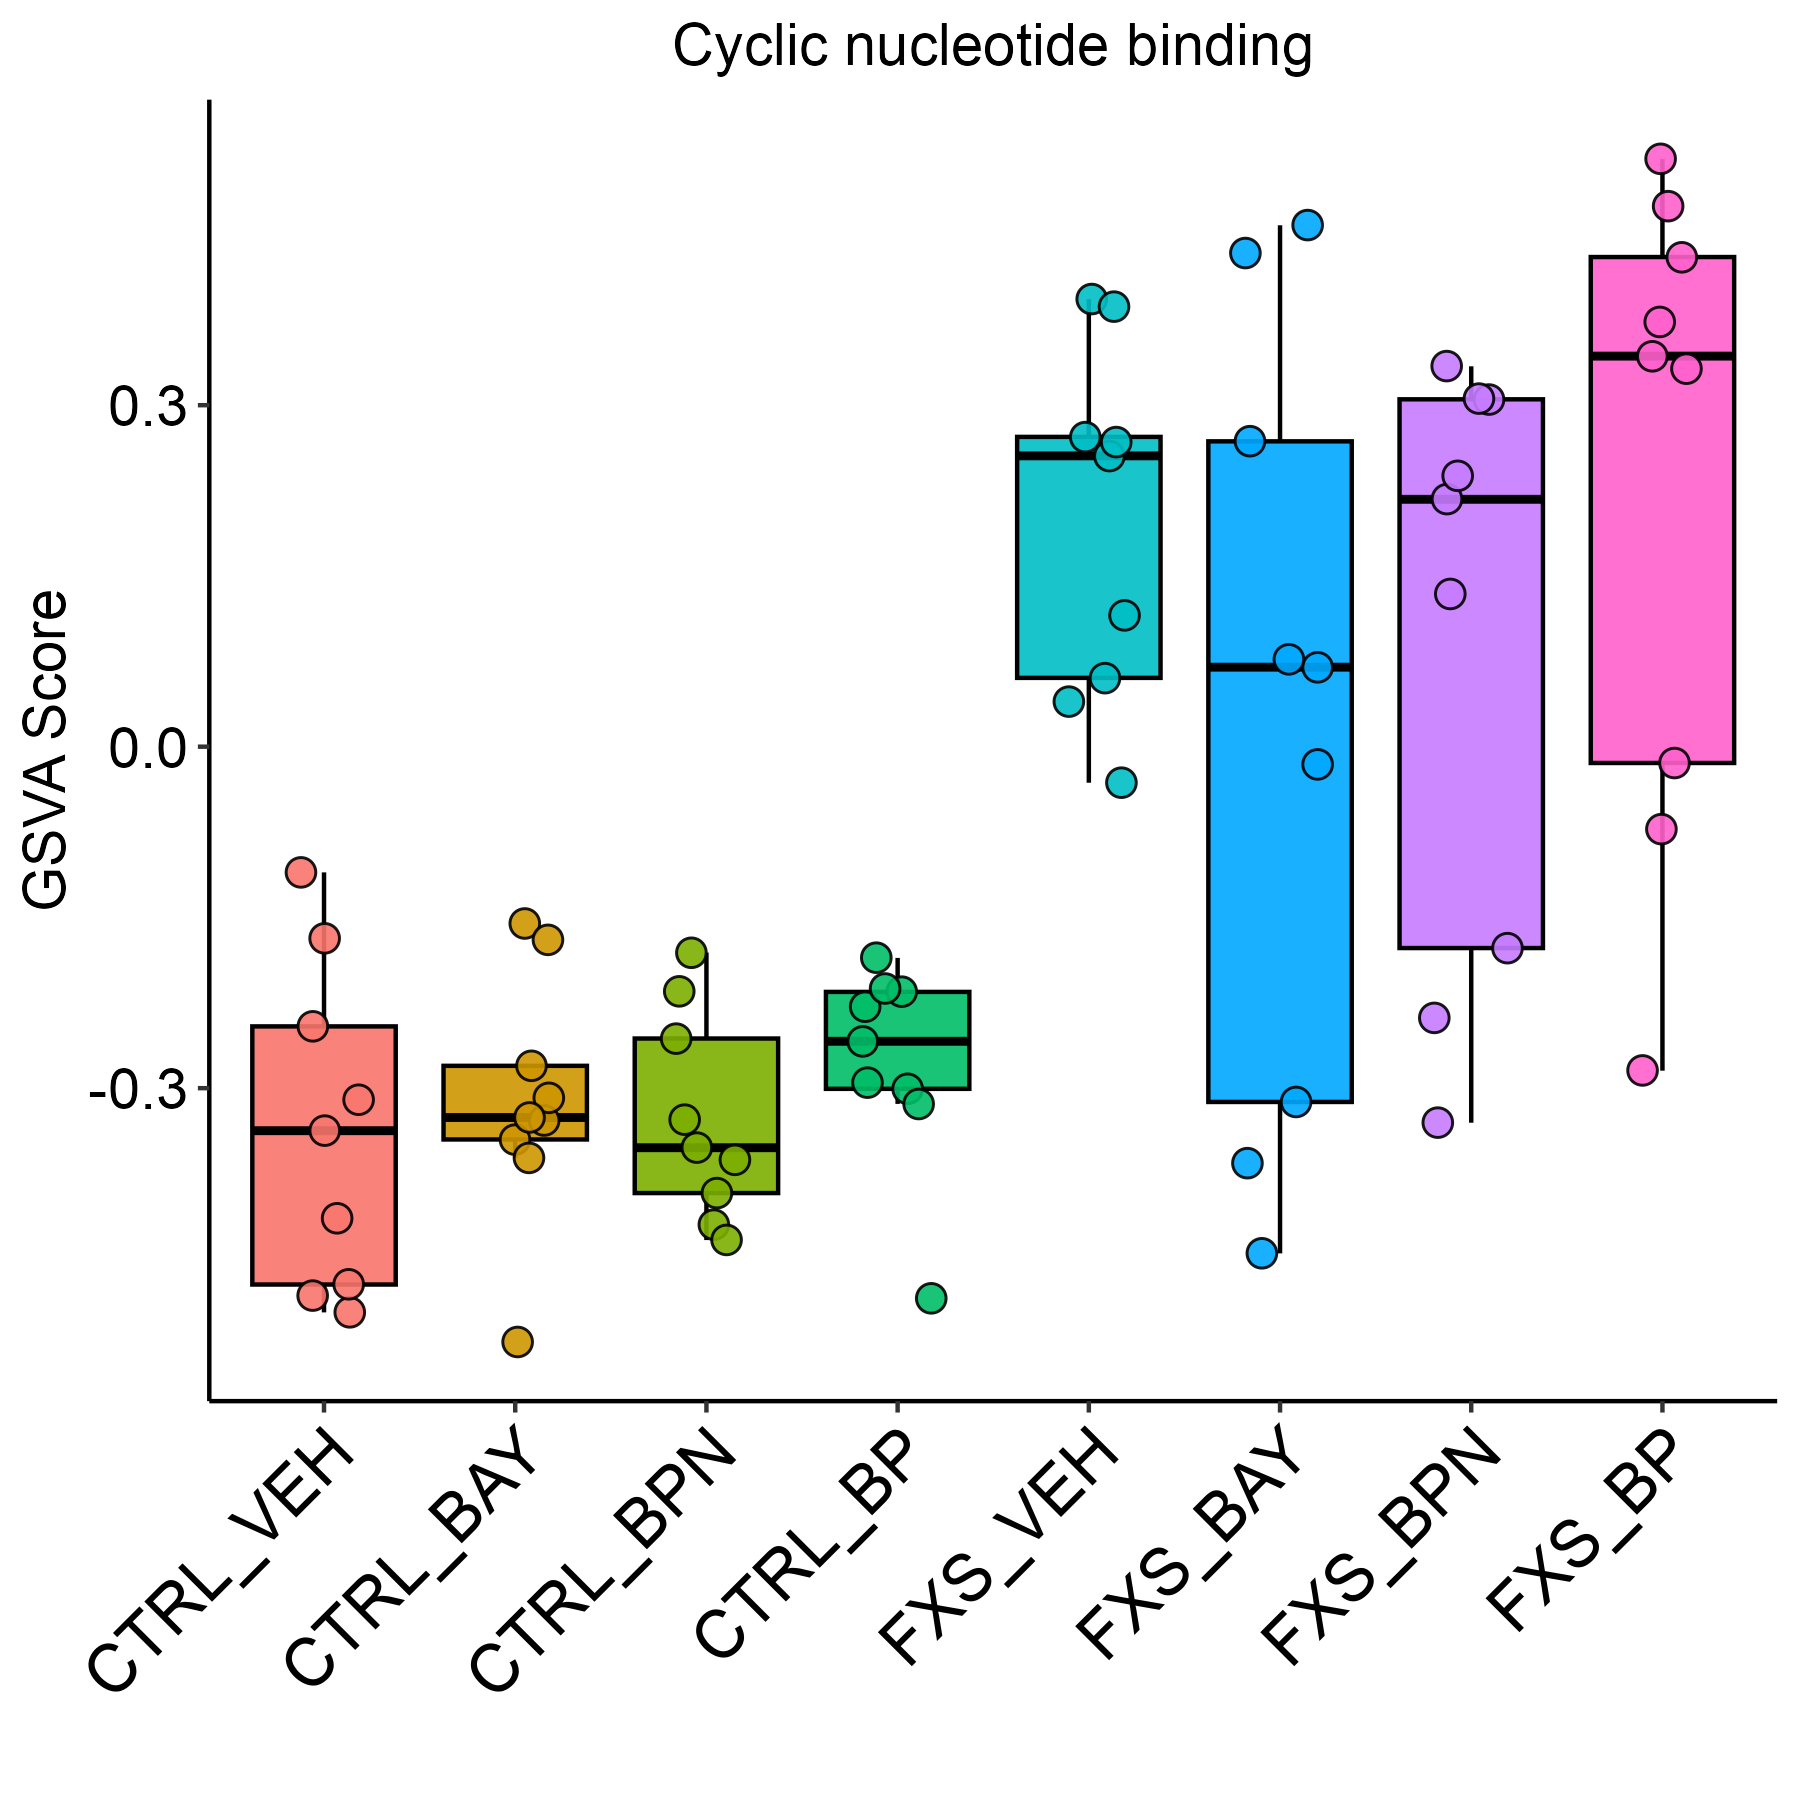 Cyclic nucleotide binding
GSVA Score
0.3
0.0
-0.3
CTRL_VEH
CTRL_BAY
CTRL_BPN
CTRL_BP
FXS_VEH
FXS_BAY
FXS_BPN
FXS_BP